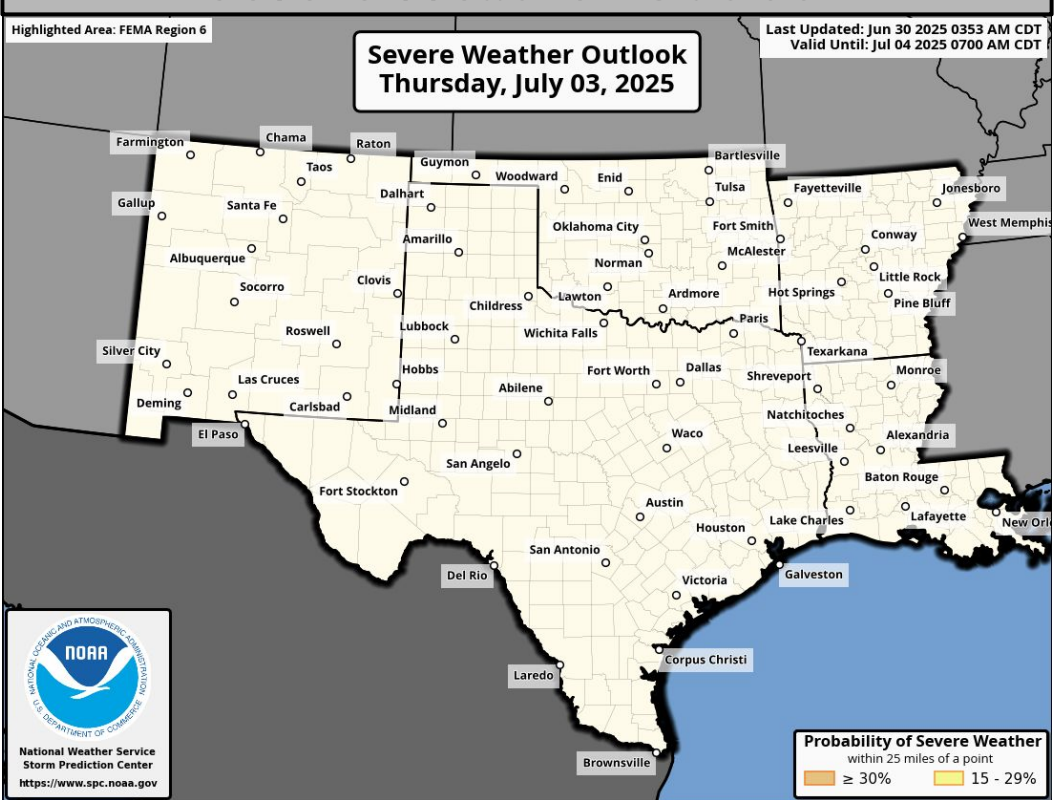 Highlighted Area: FEMA Region 6
Severe Weather Outlook
Thursday, July 03, 2025
Last Updated: Jun 30 2025 0353 AM CDT
Valid Until: Jul 04 2025 0700 AM CDT
Farmington
Chama
Raton
Taos
Guymon
Woodward
Enid
Bartlesville
Tulsa
Fayetteville
Jonesboro
Gallup
Santa Fe
Dalhart
West Memphis
Albuquerque
Amarillo
Oklahoma City
Fort Smith
Conway
Norman
McAlester
Little Rock
Socorro
Clovis
Childress
Lawton
Ardmore
Hot Springs
Pine Bluff
Roswell
Lubbock
Wichita Falls
Paris
Texarkana
Silver City
Las Cruces
Hobbs
Abilene
Fort Worth
Dallas
Shreveport
Monroe
Deming
Carlsbad
Midland
Natchitoches
El Paso
Waco
Leesville
Alexandria
San Angelo
Baton Rouge
Fort Stockton
Austin
Houston
Lake Charles
Lafayette
New Orl
San Antonio
Del Rio
Galveston
Victoria
Corpus Christi
Laredo
Brownsville
NATIONAL OCEANIC AND ATMOSPHERIC ADMINISTRATION
NOAA
U.S. DEPARTMENT OF COMMERCE
National Weather Service
Storm Prediction Center
https://www.spc.noaa.gov
Probability of Severe Weather
within 25 miles of a point
≥ 30%
15 - 29%